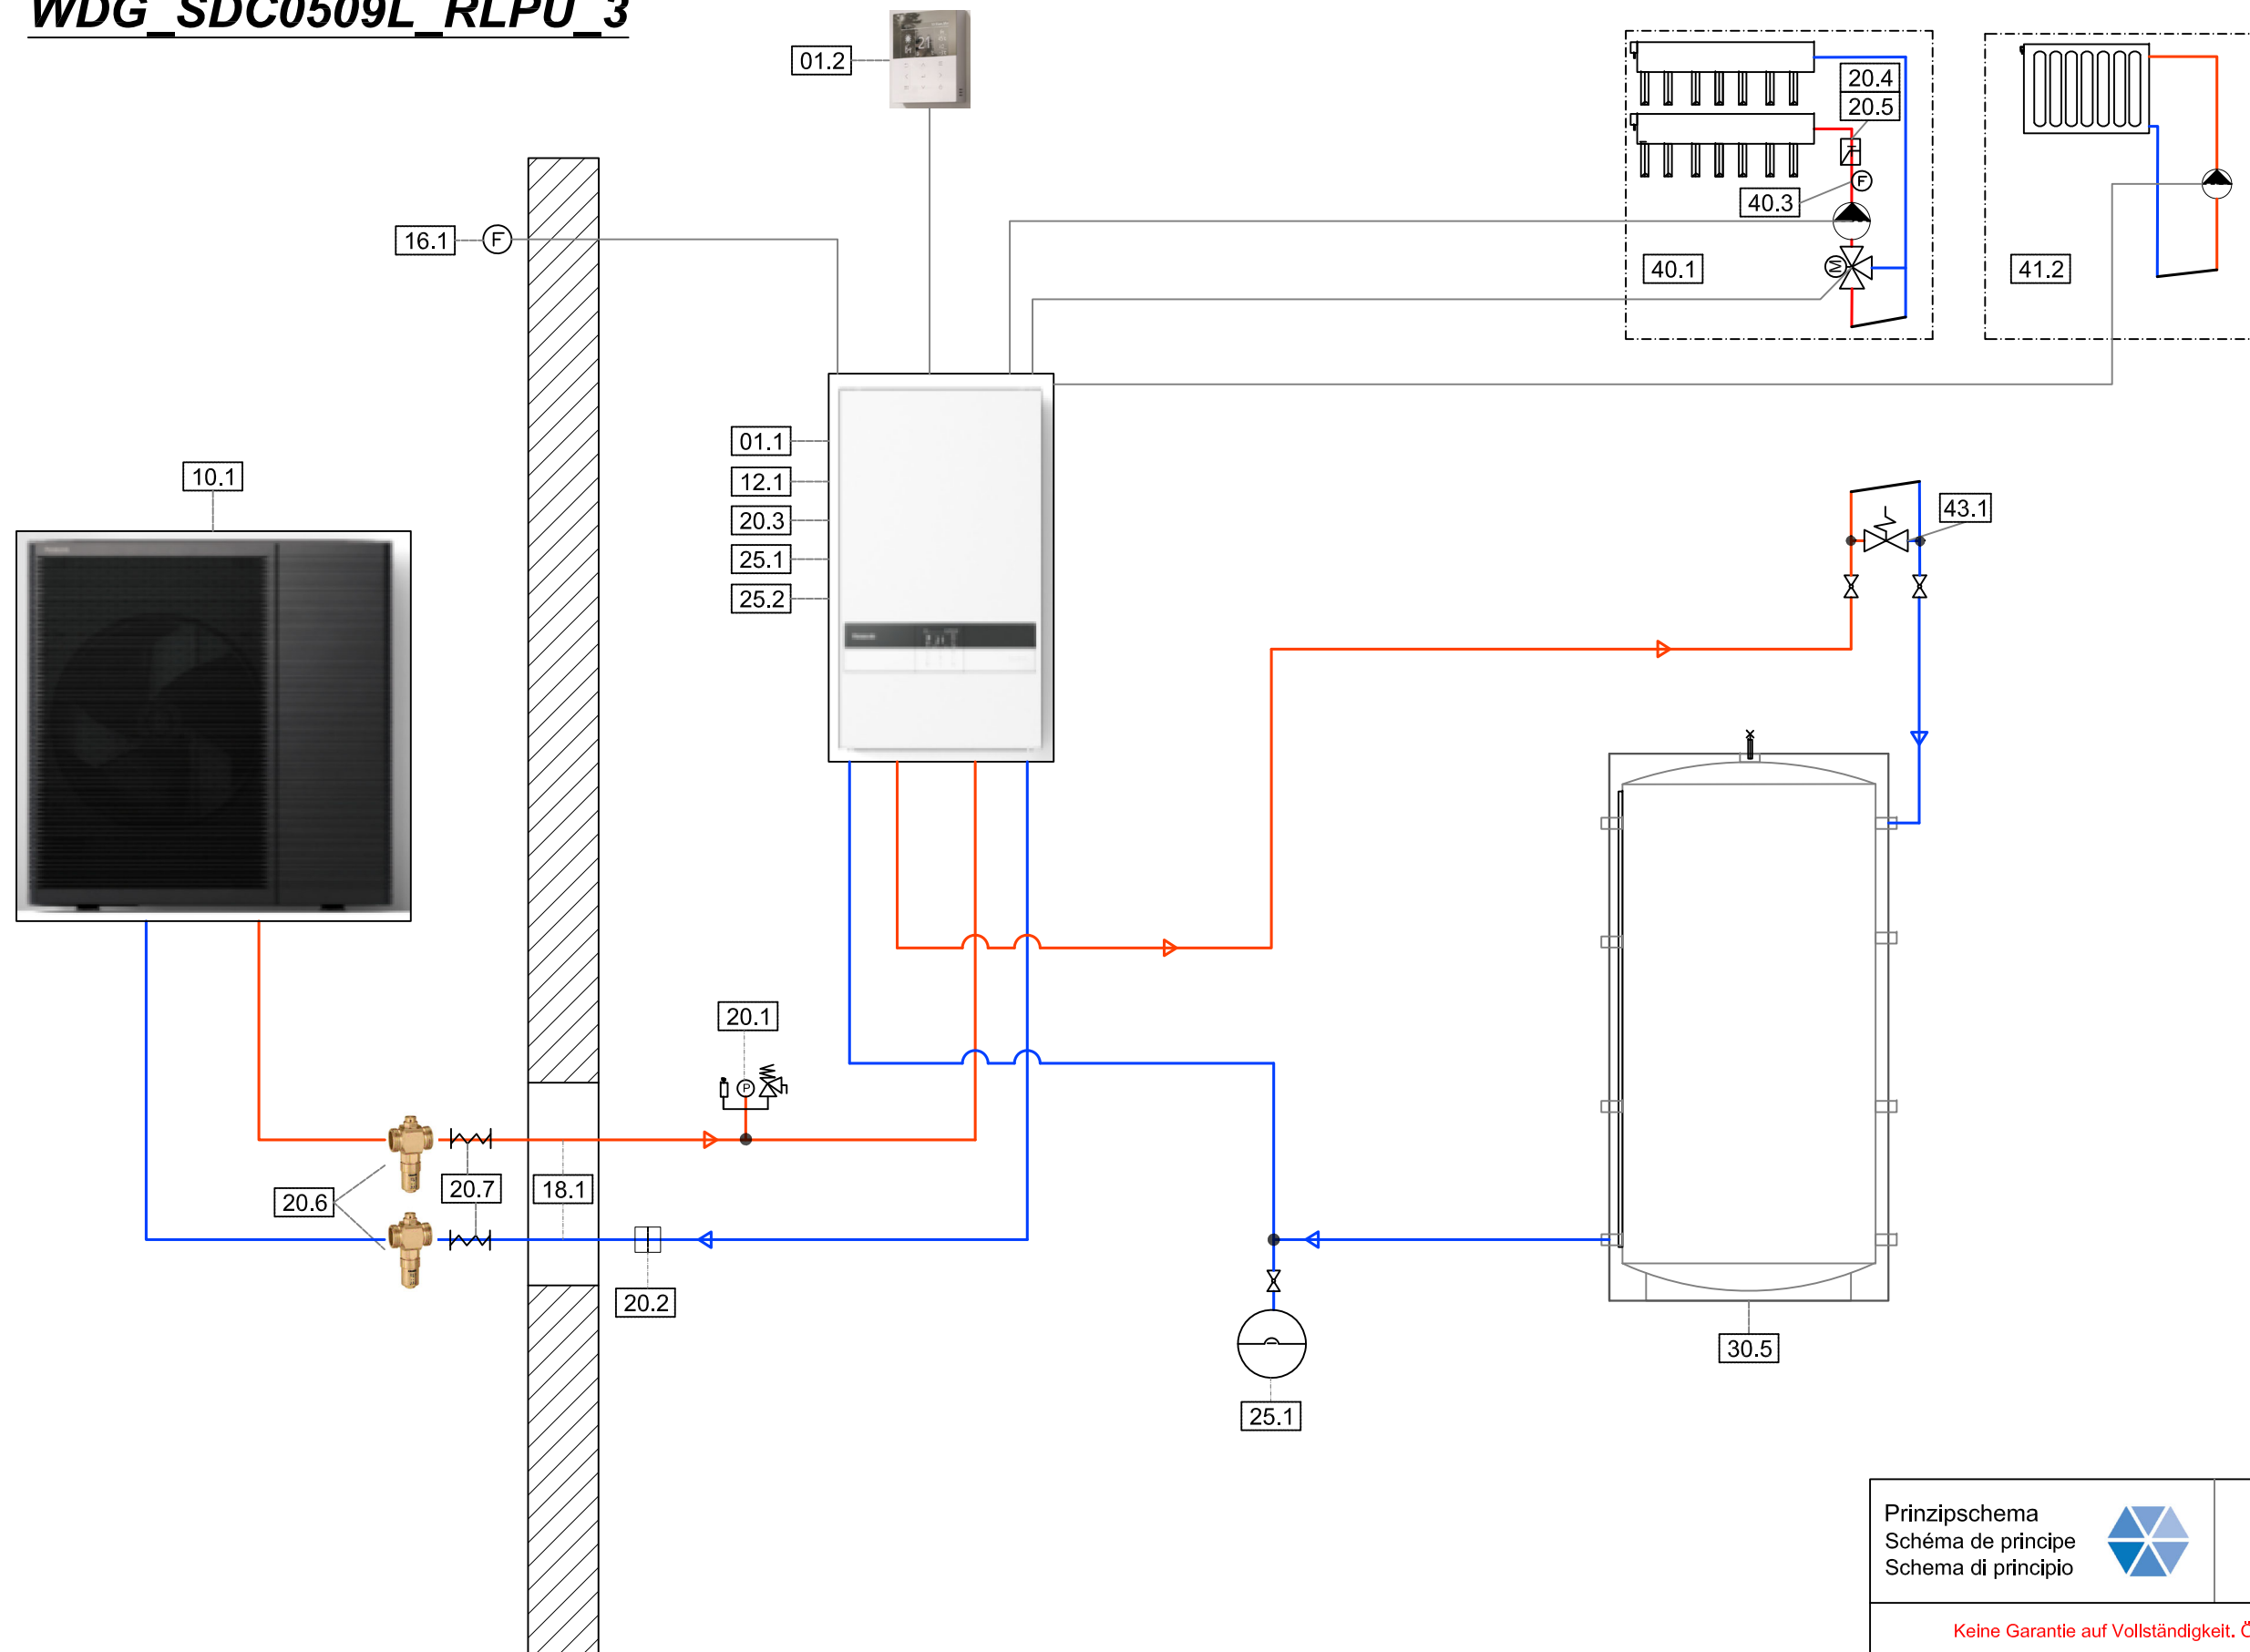 WDG_SDC0509L_RLPU_3
01.2
20.4
20.5
40.3
16.1
F
F
M
40.1
41.2
01.1
12.1
20.3
25.1
25.2
10.1
43.1
20.1
P
20.6
20.7
18.1
20.2
30.5
25.1
Prinzipschema
Schéma de principe
Schema di principio
Keine Garantie auf Vollständigkeit.